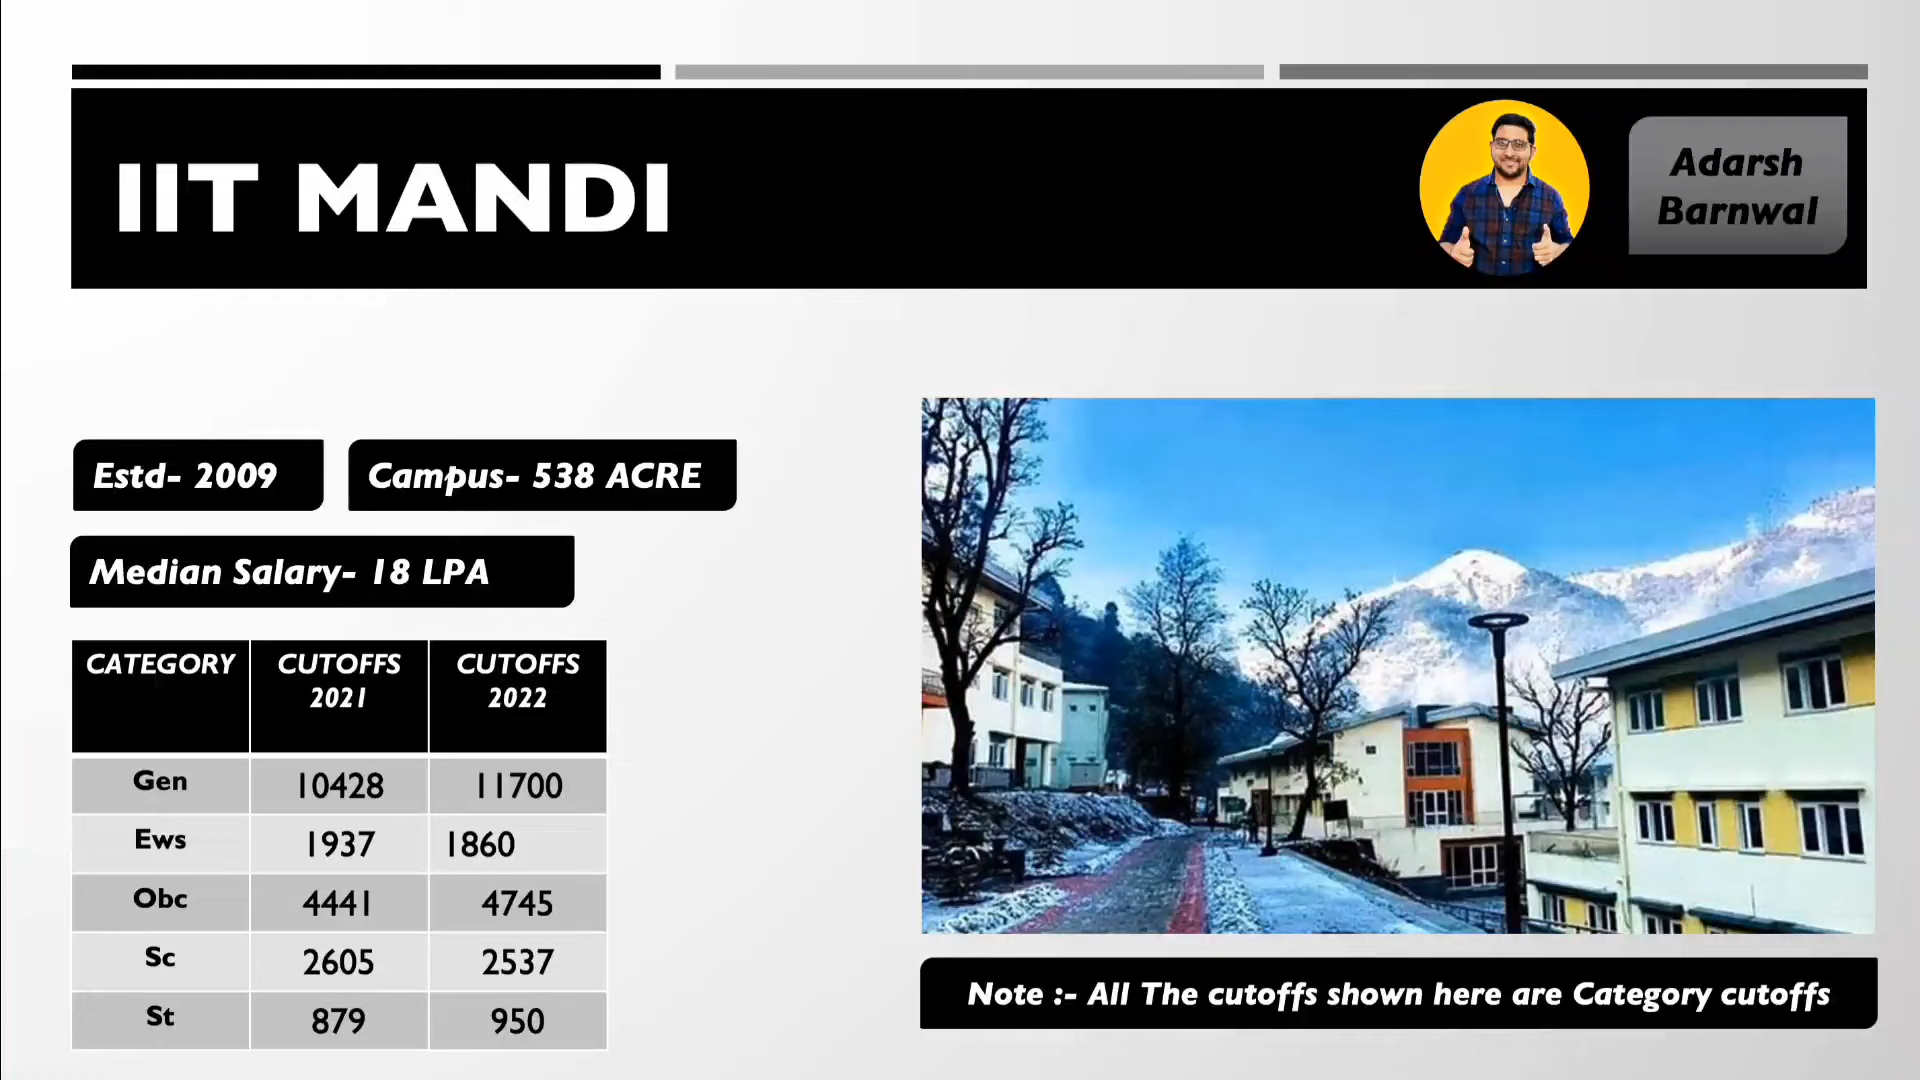 IIT MANDI
Adarsh
Barnwal
Estd- 2009
Campus- 538 ACRE
Median Salary- 18 LPA
CATEGORY CUTOFFS 2021 CUTOFFS 2022
Gen 10428 11700
Ews 1937 1860
Obc 4441 4745
Sc 2605 2537
St 879 950
Note :- All The cutoffs shown here are Category cutoffs